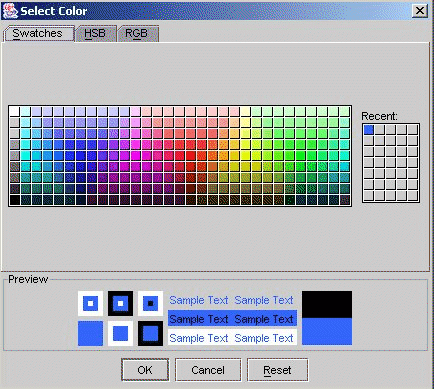 Select Color
Swatches HSB RGB
Recent:
Preview
Sample Text Sample Text
Sample Text Sample Text
Sample Text Sample Text
OK Cancel Reset